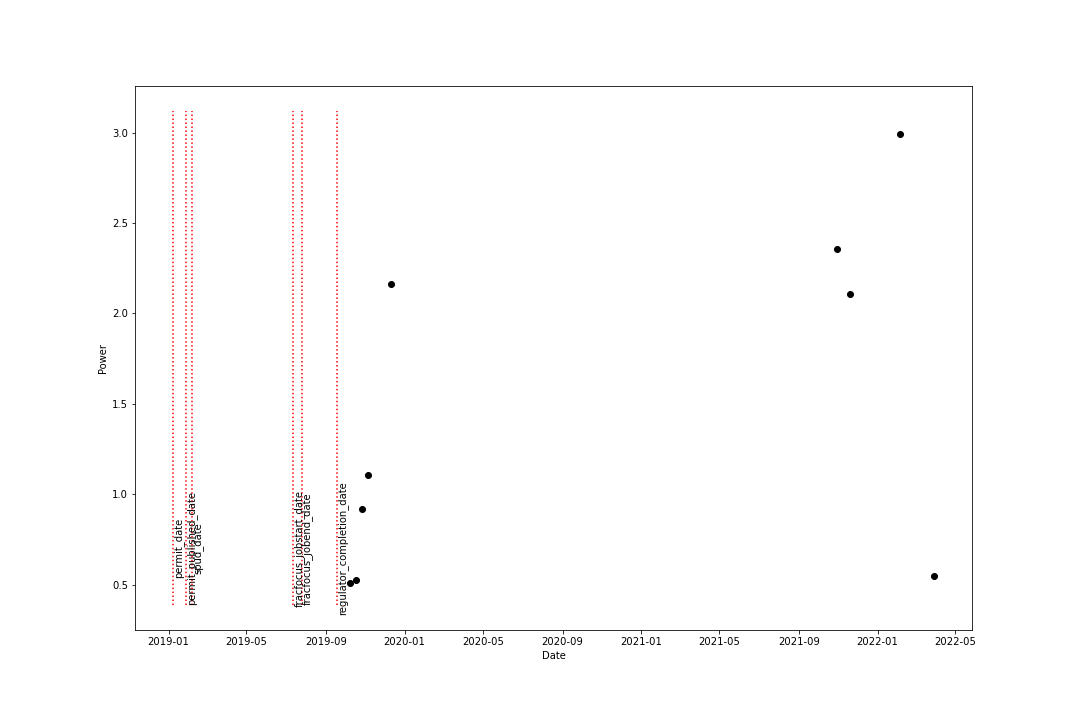 3.0
2.5
2.0
1.5
1.0
0.5
Power
permit_date
permit_published_date
spud_date
fracfocus_jobstart_date
fracfocus_jobend_date
regulator_completion_date
2019-01
2019-05
2019-09
2020-01
2020-05
2020-09
2021-01
2021-05
2021-09
2022-01
2022-05
Date